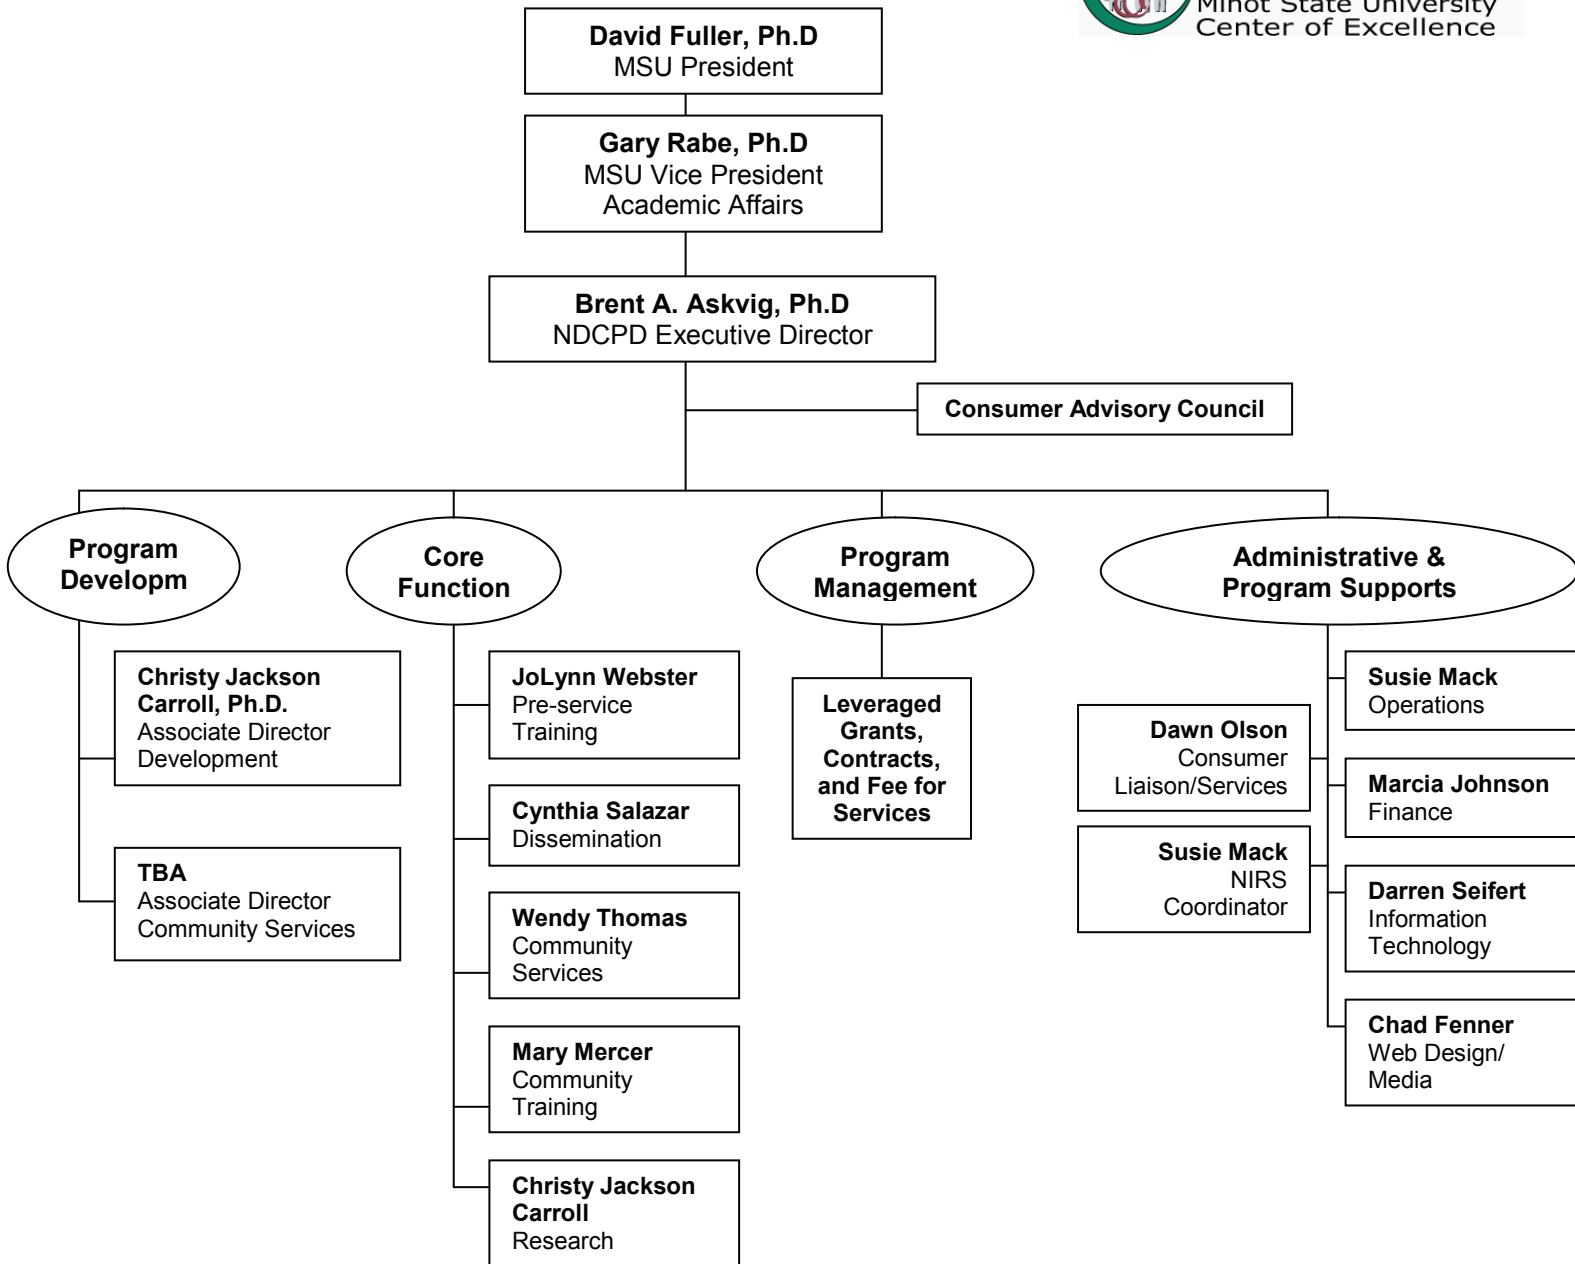 Minot State University
Center of Excellence
David Fuller, Ph.D
MSU President
Gary Rabe, Ph.D
MSU Vice President
Academic Affairs
Brent A. Askvig, Ph.D
NDCPD Executive Director
Consumer Advisory Council
Program
Developm
Core
Function
Program
Management
Administrative &
Program Supports
Christy Jackson
Carroll, Ph.D.
Associate Director
Development
TBA
Associate Director
Community Services
JoLynn Webster
Pre-service
Training
Cynthia Salazar
Dissemination
Wendy Thomas
Community
Services
Mary Mercer
Community
Training
Christy Jackson
Carroll
Research
Leveraged
Grants,
Contracts,
and Fee for
Services
Dawn Olson
Consumer
Liaison/Services
Susie Mack
NIRS
Coordinator
Susie Mack
Operations
Marcia Johnson
Finance
Darren Seifert
Information
Technology
Chad Fenner
Web Design/
Media